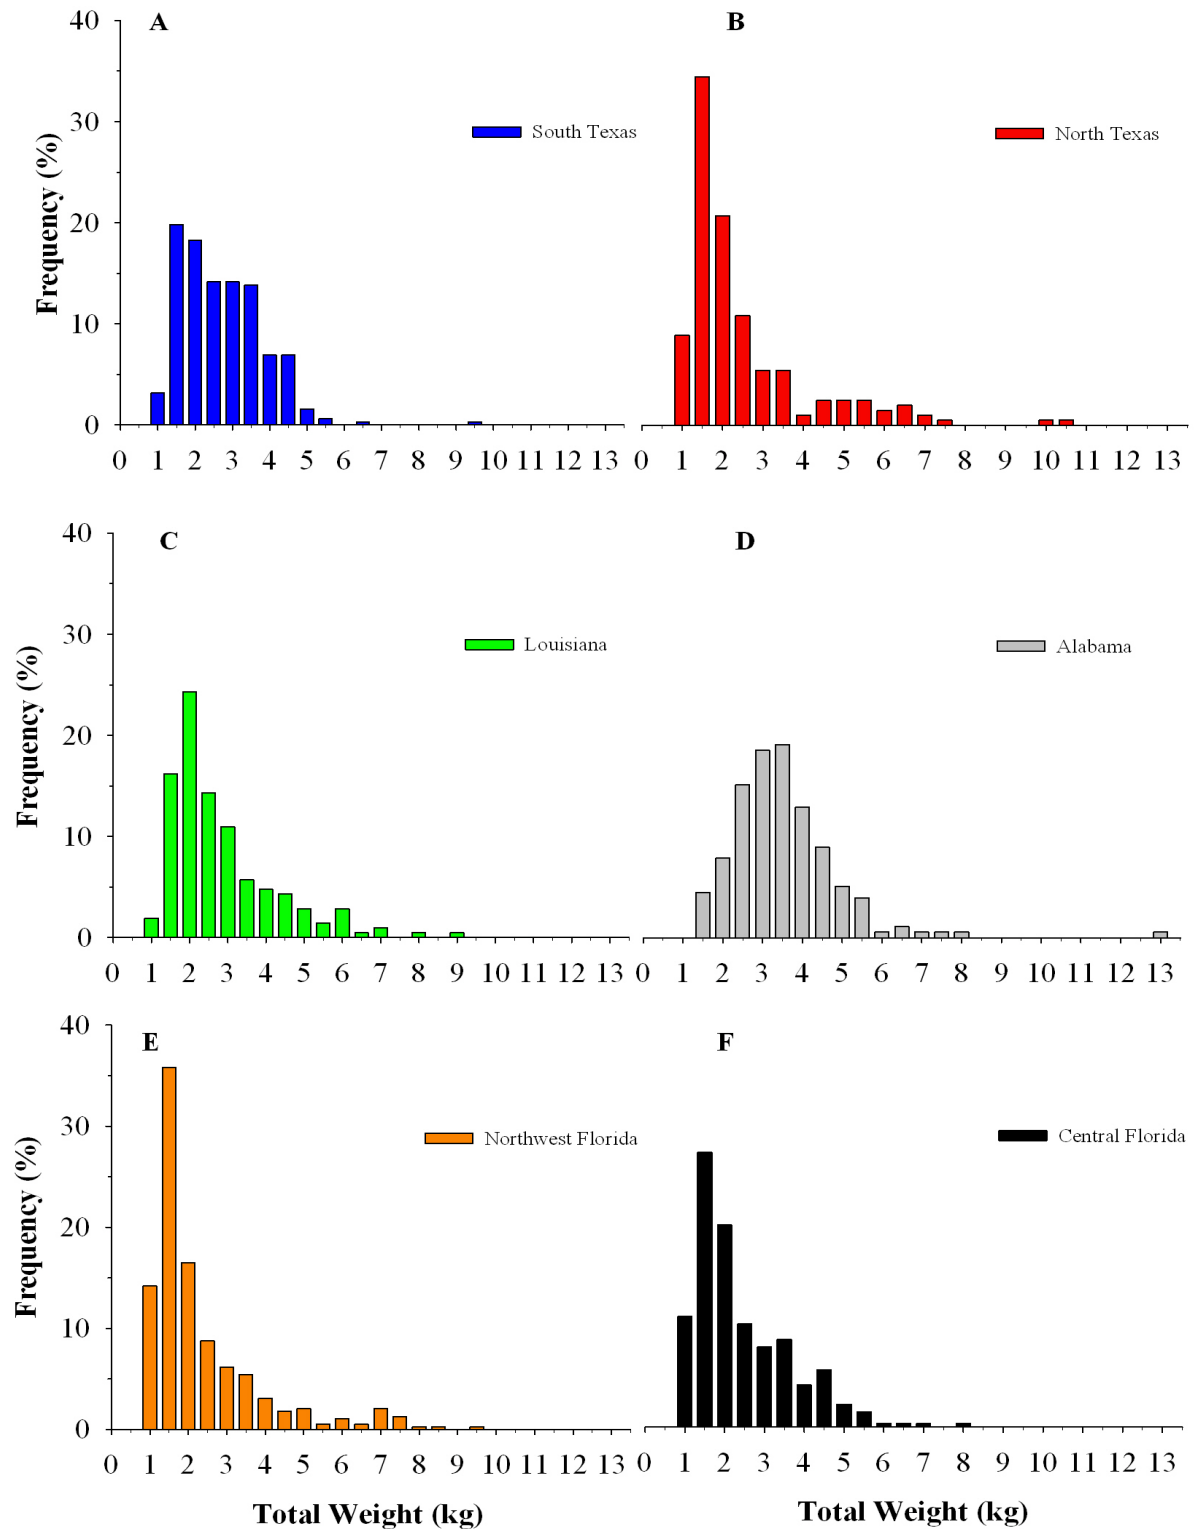 A
B
40
30
20
10
0
Frequency (%)
South Texas
North Texas
0 1 2 3 4 5 6 7 8 9 10 11 12 13
0 1 2 3 4 5 6 7 8 9 10 11 12 13
C
D
40
30
20
10
0
Frequency (%)
Louisiana
Alabama
0 1 2 3 4 5 6 7 8 9 10 11 12 13
0 1 2 3 4 5 6 7 8 9 10 11 12 13
E
F
40
30
20
10
0
Frequency (%)
Northwest Florida
Central Florida
0 1 2 3 4 5 6 7 8 9 10 11 12 13
0 1 2 3 4 5 6 7 8 9 10 11 12 13
Total Weight (kg)
Total Weight (kg)